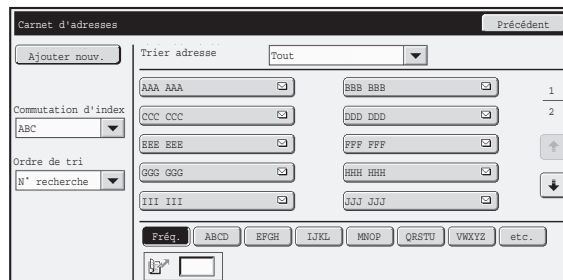 Carnet d'adresses
Précédent
Ajouter nouv.
Trier adresse
Tout
Commutation d'index
ABC
Ordre de tri
N° recherche
AAA AAA
BBB BBB
CCC CCC
DDD DDD
EEE EEE
FFF FFF
GGG GGG
HHH HHH
III III
JJJ JJJ
1
2
Fréq.
ABCD
EFGH
IJKL
MNOP
QRSTU
VWXYZ
etc.